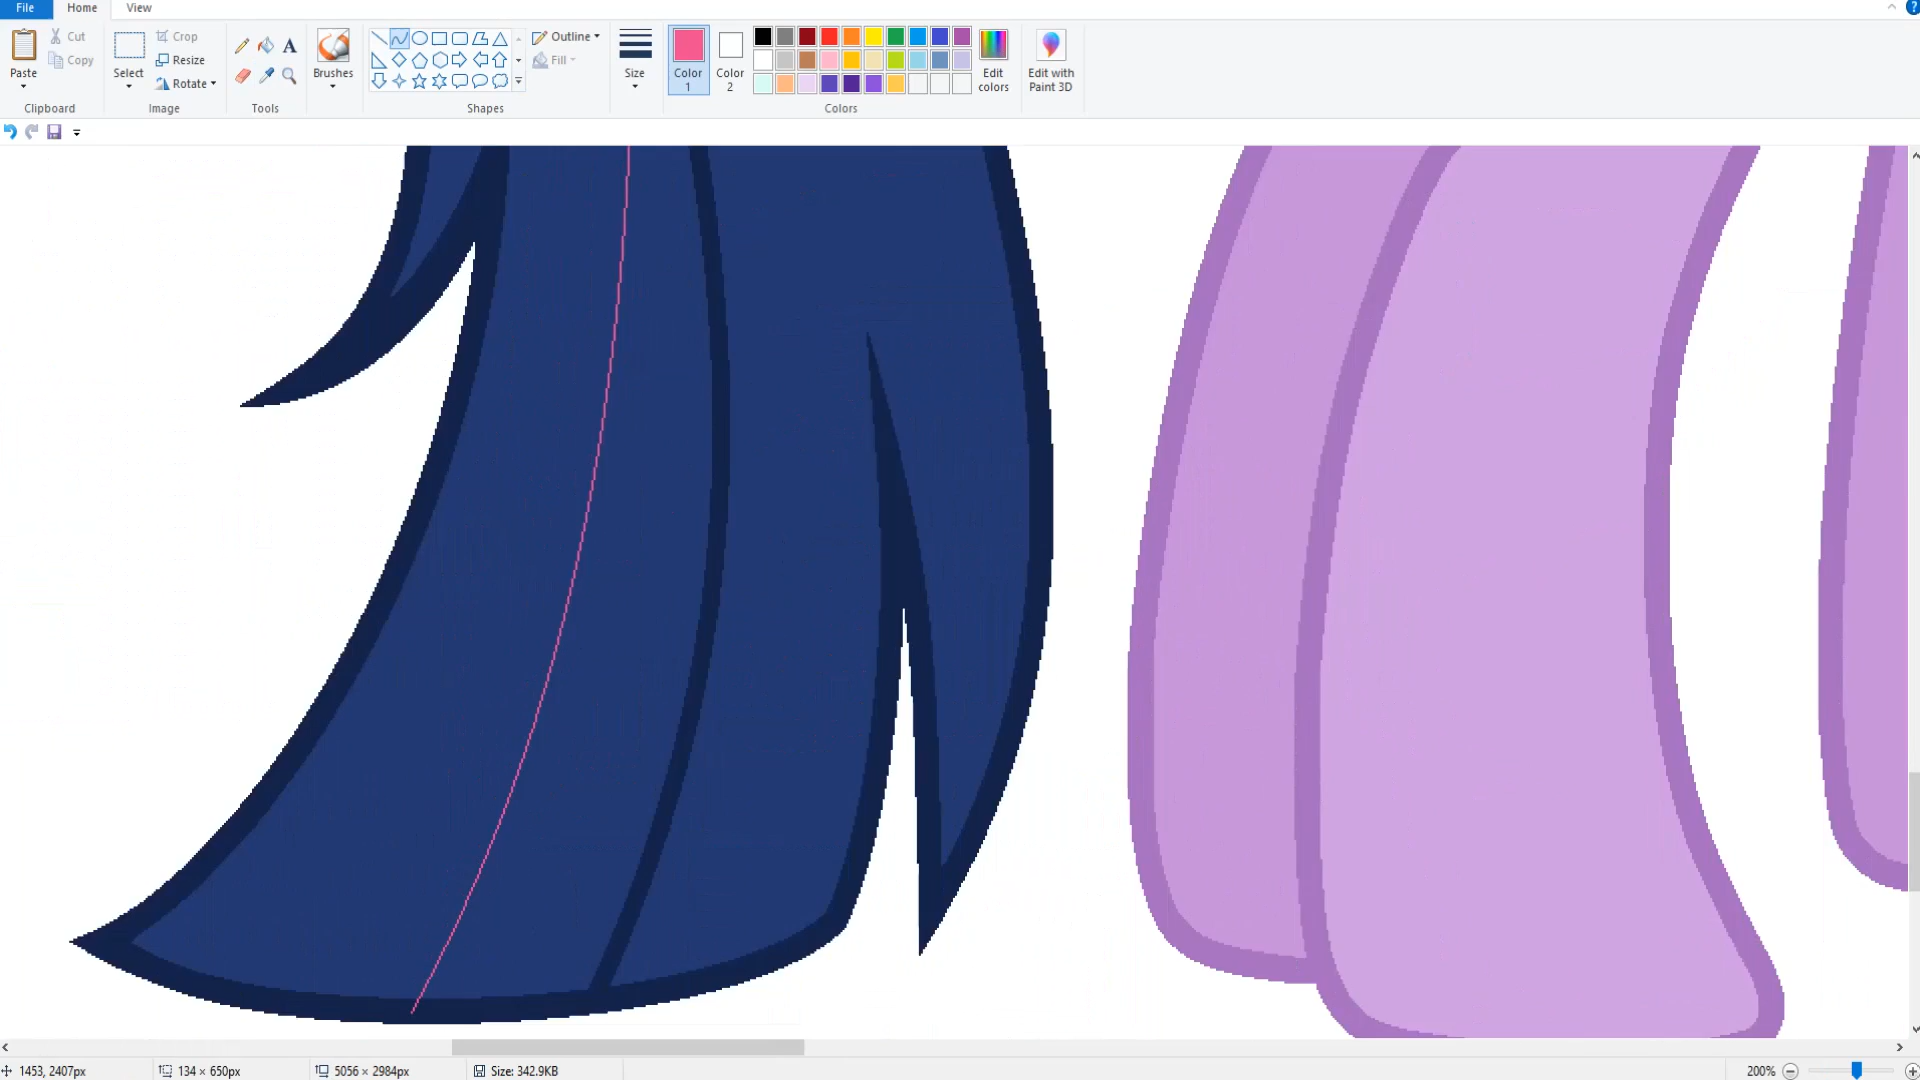 File Home View
Paste
Cut
Copy
Clipboard
Select
Crop
Resize
Rotate
Image
A
Tools
Brushes
Outline
Fill
Shapes
Size
Color 1
Color 2
Edit colors
Colors
Edit with Paint 3D
1453, 2407px 134 × 650px 5056 × 2984px Size: 342.9KB 200%